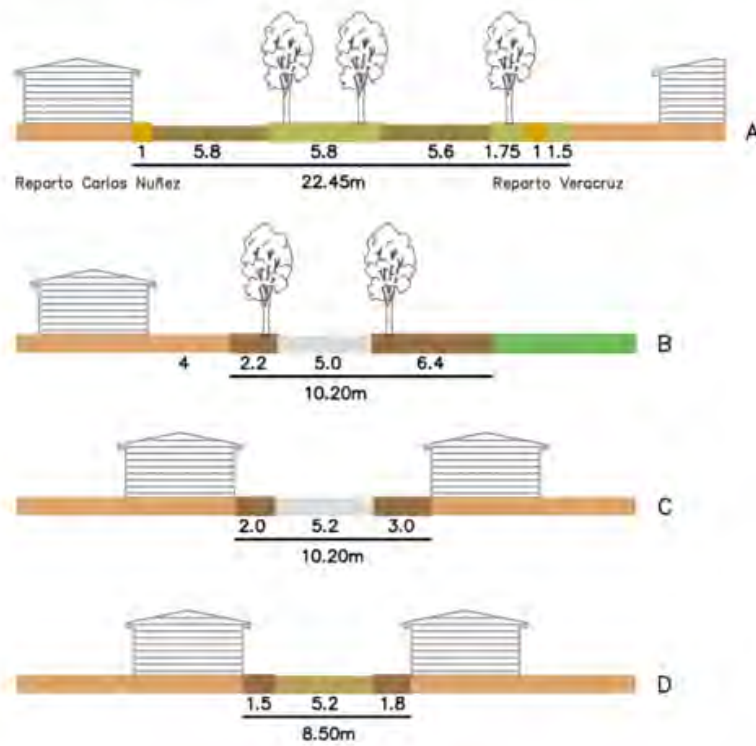 A
1 5.8 5.8 5.6 1.75 1 1.5
Reparto Carlos Nuñez 22.45m Reparto Veracruz
B
4 2.2 5.0 6.4
10.20m
C
2.0 5.2 3.0
10.20m
D
1.5 5.2 1.8
8.50m